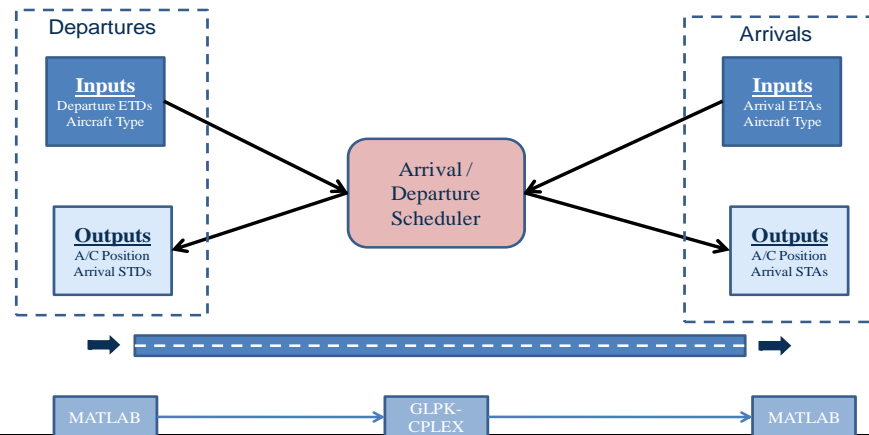 Departures
Inputs
Departure ETDs
Aircraft Type
Outputs
A/C Position
Arrival STDs
Arrival /
Departure
Scheduler
Arrivals
Inputs
Arrival ETAs
Aircraft Type
Outputs
A/C Position
Arrival STAs
MATLAB
GLPK-
CPLEX
MATLAB